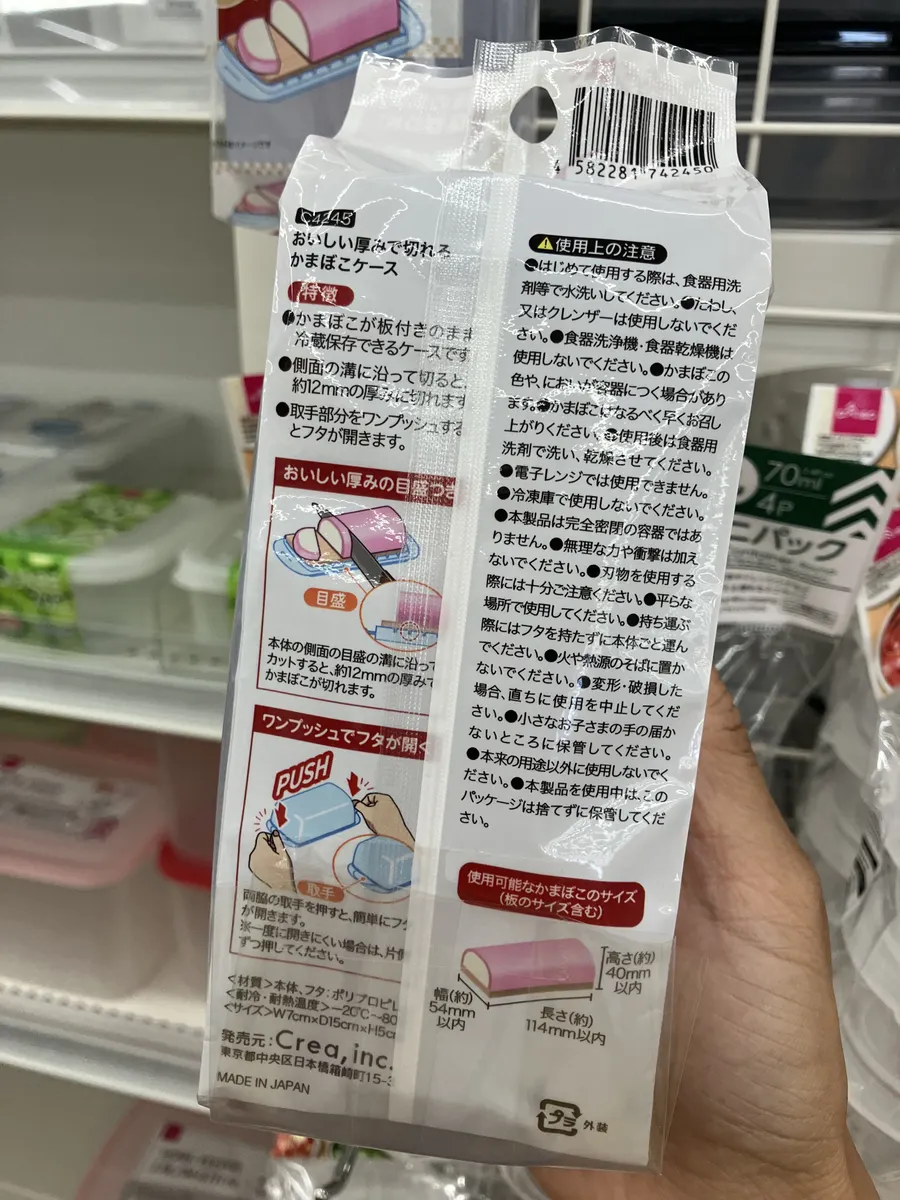 4 582281 742450
C4245
おいしい厚みで切れる
かまぼこケース
特徴
●かまぼこが板付きのまま
冷蔵保存できるケースです
●側面の溝に沿って切ると、
約12mmの厚みに切れます
●取手部分をワンプッシュする
とフタが開きます。
おいしい厚みの目盛つき
目盛
本体の側面の目盛の溝に沿って
カットすると、約12mmの厚みで
かまぼこが切れます。
ワンプッシュでフタが開く
PUSH
取手
両脇の取手を押すと、簡単にフタ
が開きます。
※一度に開きにくい場合は、片側
ずつ押してください。
<材質>本体、フタ:ポリプロピレ
<耐冷・耐熱温度>−20℃~80
<サイズ>W7cm×D15cm×H5cm
発売元:Crea,inc.
東京都中央区日本橋箱崎町15-3
MADE IN JAPAN
⚠使用上の注意
●はじめて使用する際は、食器用洗
剤等で水洗いしてください。●たわし、
又はクレンザーは使用しないでくだ
さい。●食器洗浄機・食器乾燥機は
使用しないでください。●かまぼこの
色や、においが容器につく場合があり
ます。●かまぼこはなるべく早くお召し
上がりください。●使用後は食器用
洗剤で洗い、乾燥させてください。
●電子レンジでは使用できません。
●冷凍庫で使用しないでください。
●本製品は完全密閉の容器ではあ
りません。●無理な力や衝撃は加え
ないでください。●刃物を使用する
際には十分ご注意ください。●平らな
場所で使用してください。●持ち運ぶ
際にはフタを持たずに本体ごと運ん
でください。●火や熱源のそばに置か
ないでください。●変形・破損した
場合、直ちに使用を中止してくだ
さい。●小さなお子さまの手の届か
ないところに保管してください。
●本来の用途以外に使用しないでく
ださい。●本製品を使用中は、この
パッケージは捨てずに保管してくだ
さい。
使用可能なかまぼこのサイズ
(板のサイズ含む)
高さ(約)
40mm
以内
幅(約)
54mm
以内
長さ(約)
114mm以内
プラ 外装
70ml
4P
ニパック